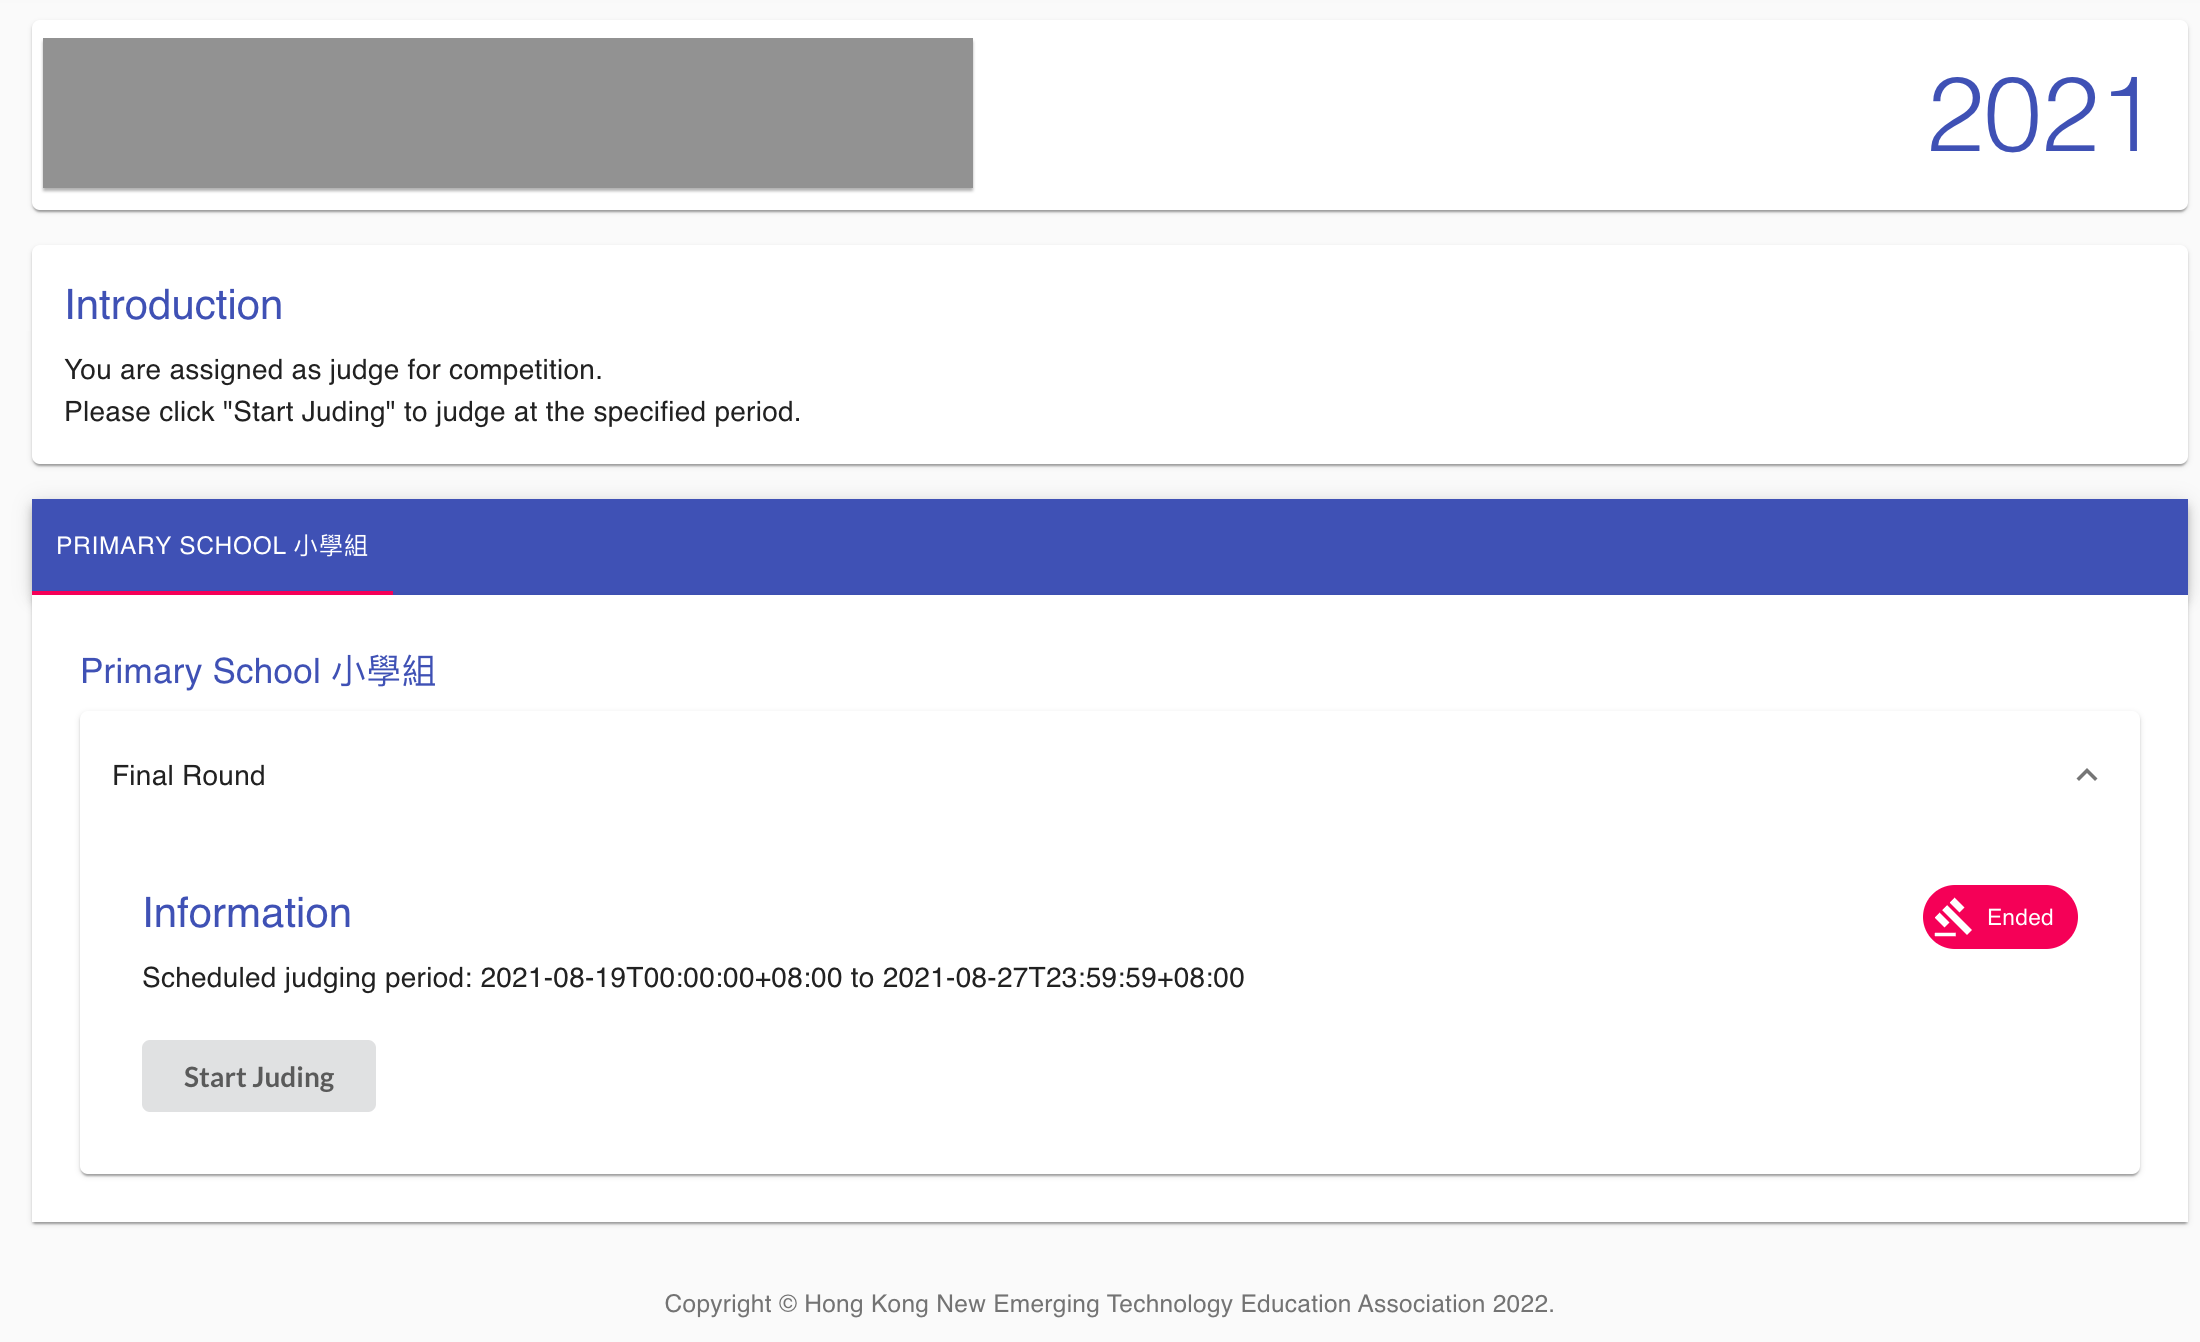 2021
Introduction
You are assigned as judge for competition.
Please click "Start Juding" to judge at the specified period.
PRIMARY SCHOOL 小學組
Primary School 小學組
Final Round
Information
Ended
Scheduled judging period: 2021-08-19T00:00:00+08:00 to 2021-08-27T23:59:59+08:00
Start Juding
Copyright © Hong Kong New Emerging Technology Education Association 2022.